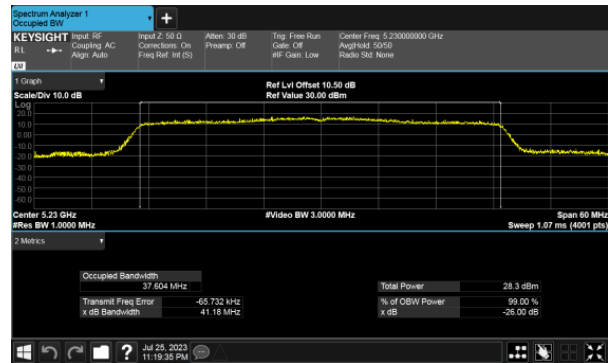 Spectrum Analyzer 1
Occupied BW
+
KEYSIGHT
RL
Input: RF
Coupling: AC
Align: Auto
Input Z: 50 Ω
Corrections: On
Freq Ref: Int (S)
Atten: 30 dB
Preamp: Off
Trig: Free Run
Gate: Off
#IF Gain: Low
Center Freq: 5.230000000 GHz
Avg|Hold: 50/50
Radio Std: None
1 Graph
Scale/Div 10.0 dB
Ref Lvl Offset 10.50 dB
Ref Value 30.00 dBm
Log
20.0
10.0
0.00
-10.0
-20.0
-30.0
-40.0
-50.0
-60.0
Center 5.23 GHz
#Res BW 1.0000 MHz
#Video BW 3.0000 MHz
Span 60 MHz
Sweep 1.07 ms (4001 pts)
2 Metrics
Occupied Bandwidth
37.604 MHz
Transmit Freq Error -65.732 kHz
x dB Bandwidth 41.18 MHz
Total Power 28.3 dBm
% of OBW Power 99.00 %
x dB -26.00 dB
?
Jul 25, 2023
11:19:35 PM